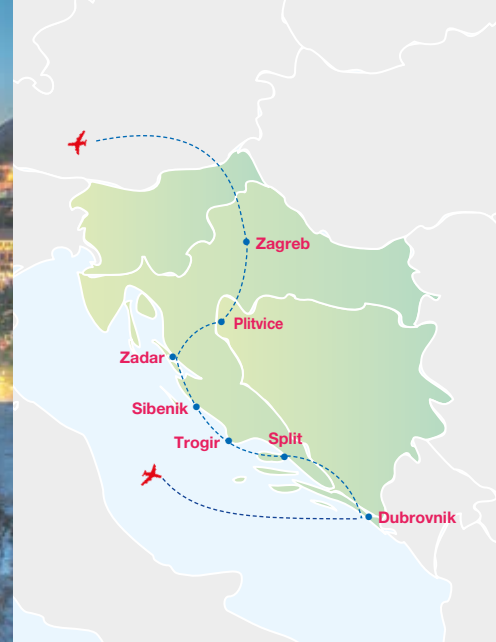 Zagreb
Plitvice
Zadar
Sibenik
Trogir
Split
Dubrovnik